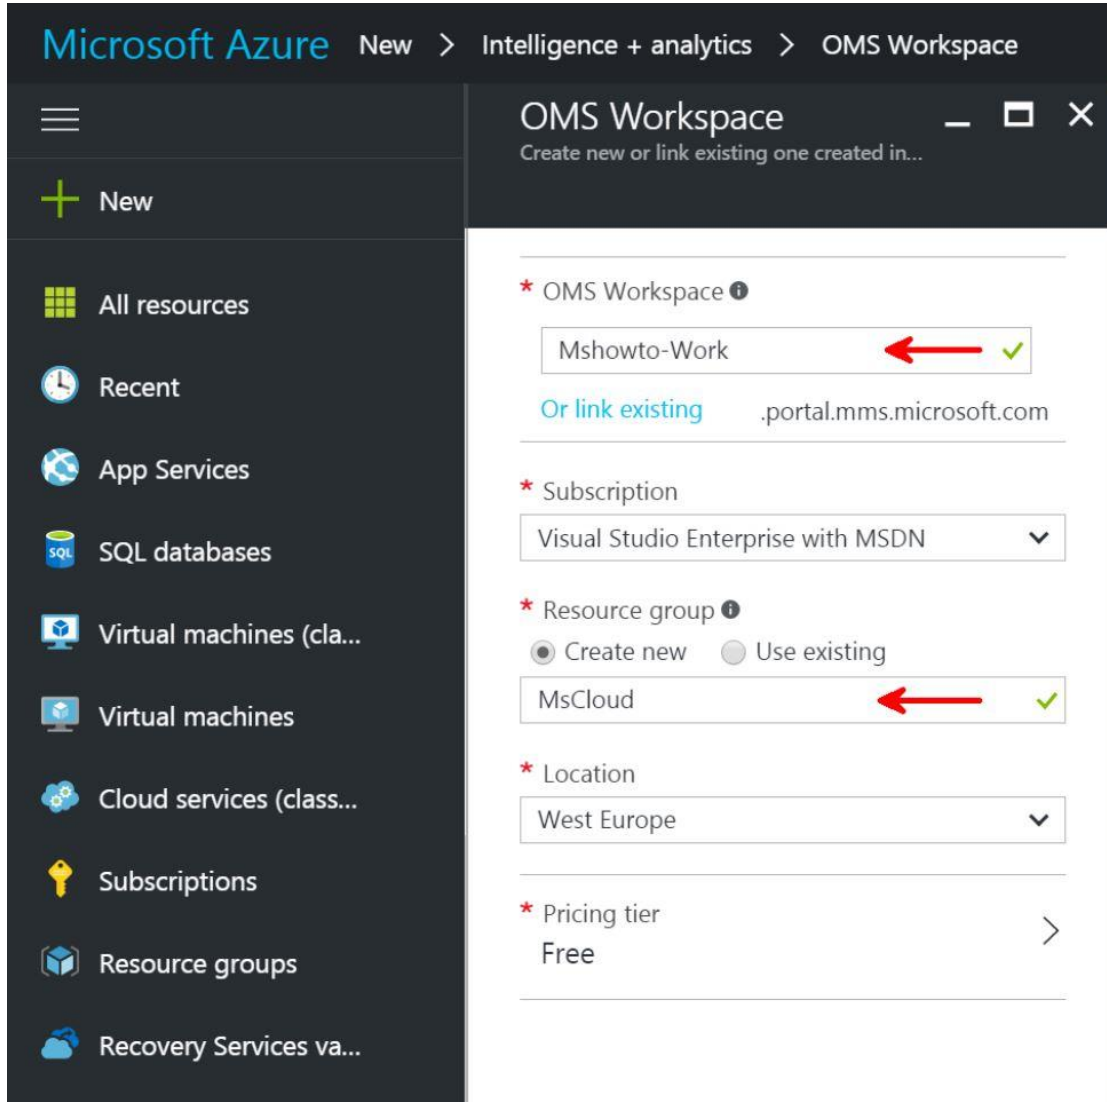 Microsoft Azure New > Intelligence + analytics > OMS Workspace
New
All resources
Recent
App Services
SQL
SQL databases
Virtual machines (cla...
Virtual machines
Cloud services (class...
Subscriptions
Resource groups
Recovery Services va...
OMS Workspace
Create new or link existing one created in...
* OMS Workspace
Mshowto-Work
Or link existing .portal.mms.microsoft.com
* Subscription
Visual Studio Enterprise with MSDN
* Resource group
Create new Use existing
MsCloud
* Location
West Europe
* Pricing tier
Free